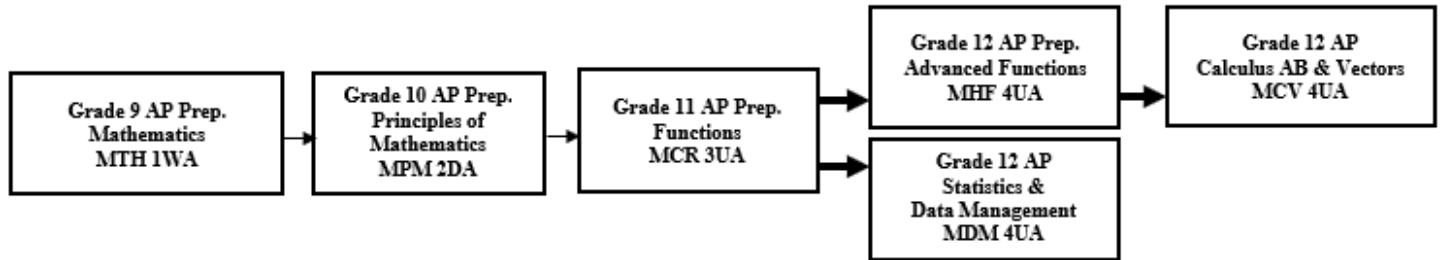 Grade 9 AP Prep.
Mathematics
MTH 1WA
Grade 10 AP Prep.
Principles of
Mathematics
MPM 2DA
Grade 11 AP Prep.
Functions
MCR 3UA
Grade 12 AP Prep.
Advanced Functions
MHF 4UA
Grade 12 AP
Calculus AB & Vectors
MCV 4UA
Grade 12 AP
Statistics &
Data Management
MDM 4UA